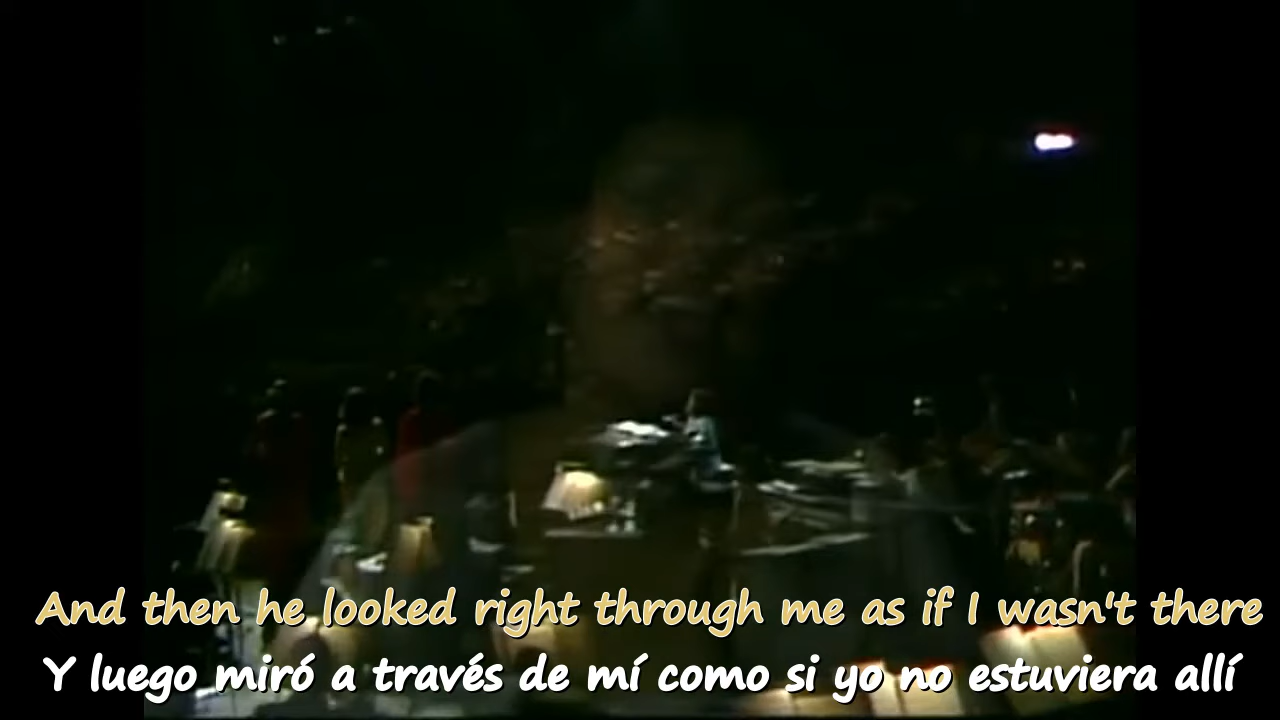 And then he looked right through me as if I wasn't there
Y luego miró a través de mí como si yo no estuviera allí